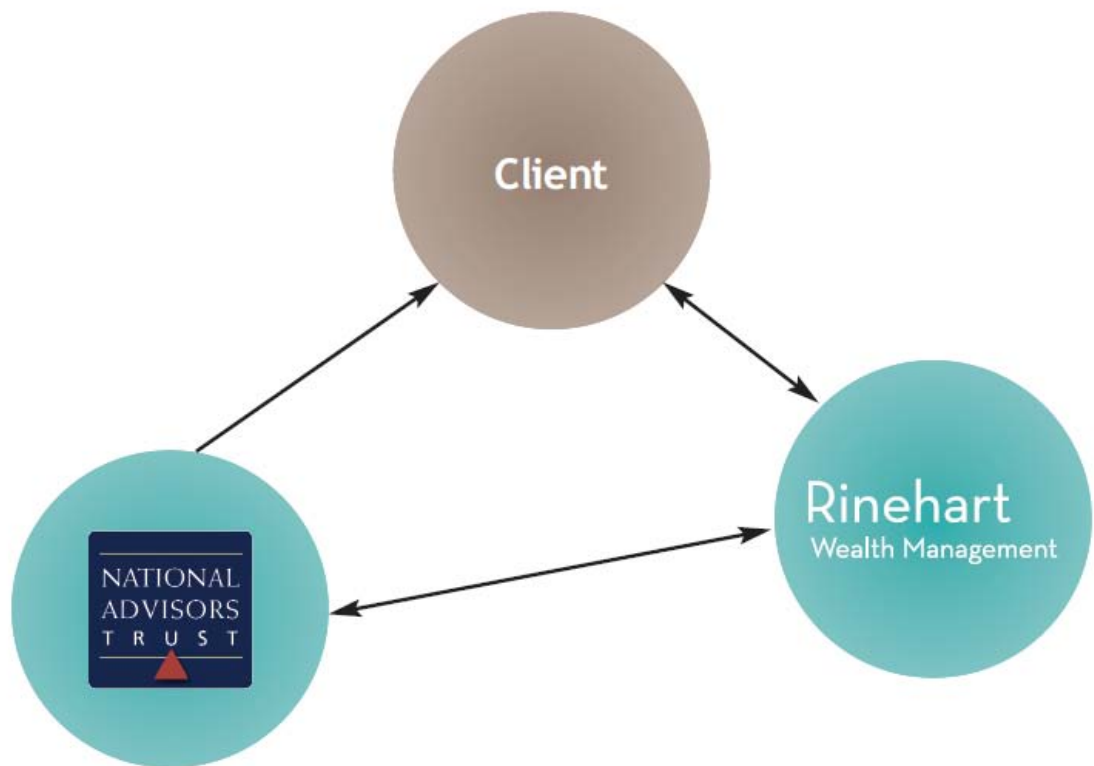 Client
Rinehart
Wealth Management
NATIONAL
ADVISORS
TRUST